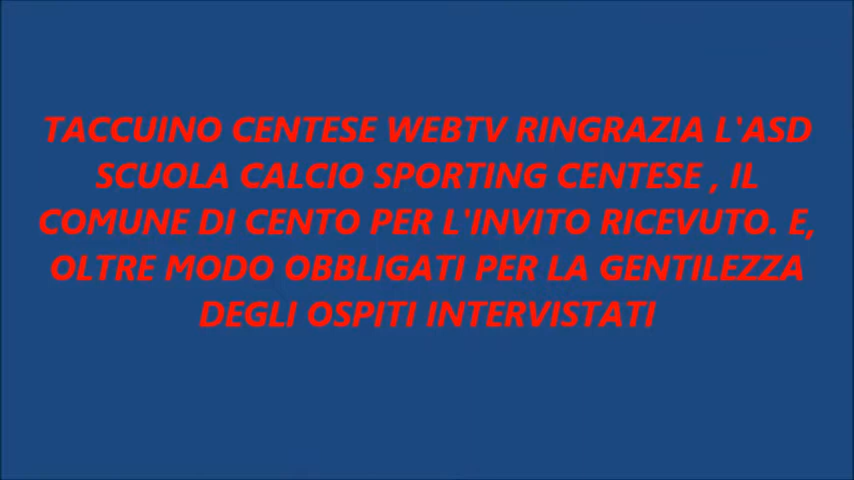 TACCUINO CENTESE WEBTV RINGRAZIA L'ASD
SCUOLA CALCIO SPORTING CENTESE , IL
COMUNE DI CENTO PER L'INVITO RICEVUTO. E,
OLTRE MODO OBBLIGATI PER LA GENTILEZZA
DEGLI OSPITI INTERVISTATI